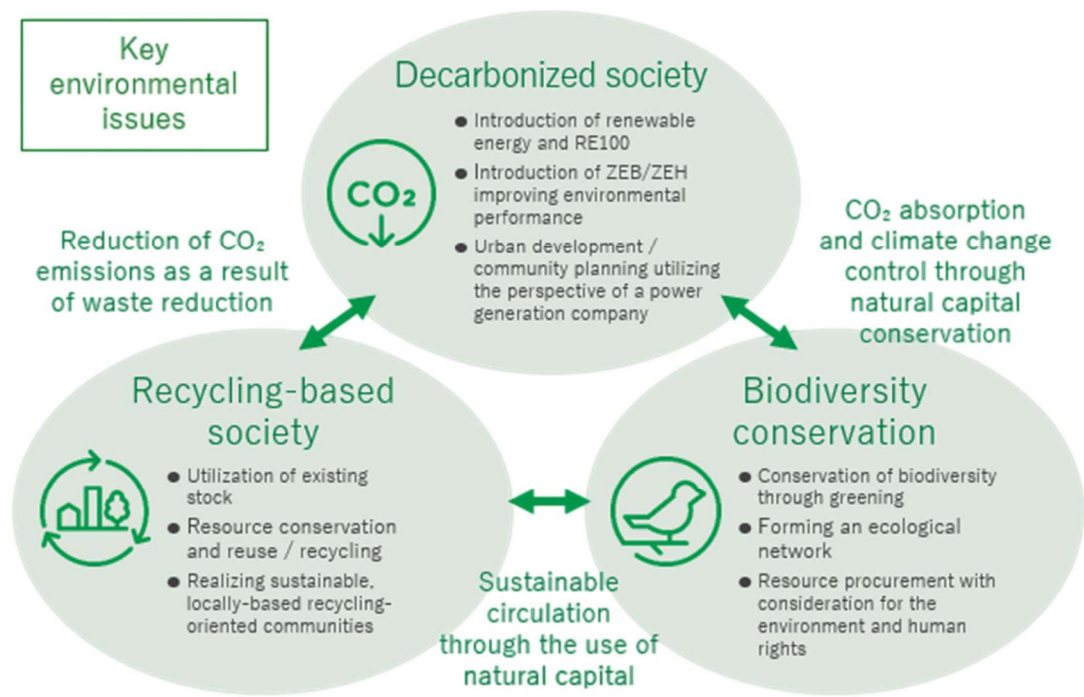 Key
environmental
issues
Decarbonized society
● Introduction of renewable
energy and RE100
● Introduction of ZEB/ZEH
improving environmental
performance
● Urban development /
community planning utilizing
the perspective of a power
generation company
CO₂
Reduction of CO₂
emissions as a result
of waste reduction
CO₂ absorption
and climate change
control through
natural capital
conservation
Recycling-based
society
● Utilization of existing
stock
● Resource conservation
and reuse / recycling
● Realizing sustainable,
locally-based recycling-
oriented communities
Biodiversity
conservation
● Conservation of biodiversity
through greening
● Forming an ecological
network
● Resource procurement with
consideration for the
environment and human
rights
Sustainable
circulation
through the use of
natural capital